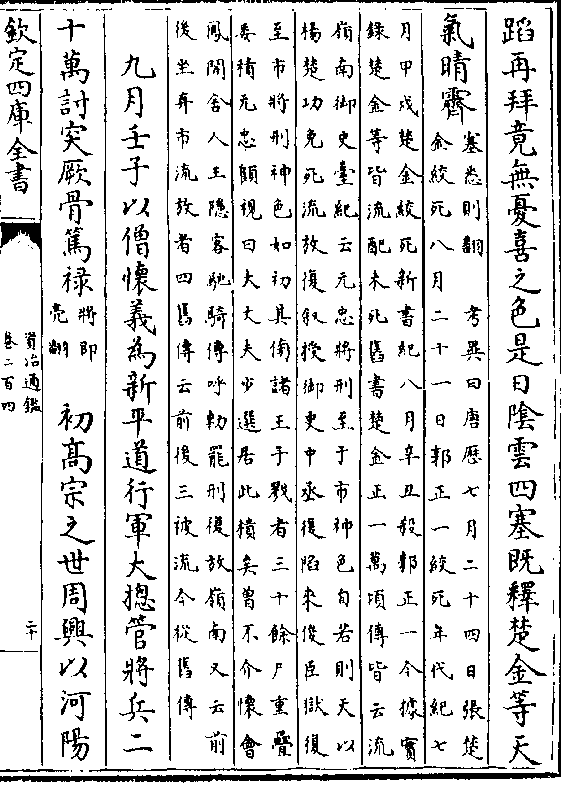 蹈再拜竟無憂喜之色是日陰雲四塞既釋楚金等天
氣晴霽
塞悉則翻　考異曰唐歷七月二十四日張楚
金絞死八月二十一日郭正一絞死年代紀七
月甲戌楚金絞死新書紀八月辛丑殺郭正一今據實
錄楚金等皆流配未死舊書楚金正一萬頃傳皆云流
嶺南御史臺紀云元忠將刑至于市神色自若則天以
楊楚功免死流放復叙授御史中丞復陷來俊臣獄復
至市將刑神色如初其傍諸王子戮者三十餘尸重疊
委積元忠顧視曰大丈夫少選居此積矣曾不介懷會
鳳閣舍人王隱客馳騎傳呼勅罷刑復放嶺南又云前
後坐弃市流放者四舊傳云前後三被流今從舊傳
九月壬子以僧懷義為新平道行軍大揔管將兵二
十萬討突厥骨篤禄
將即
亮翻
初高宗之世周興以河陽
欽定四庫全書
資治通鑑
卷二百四
二十